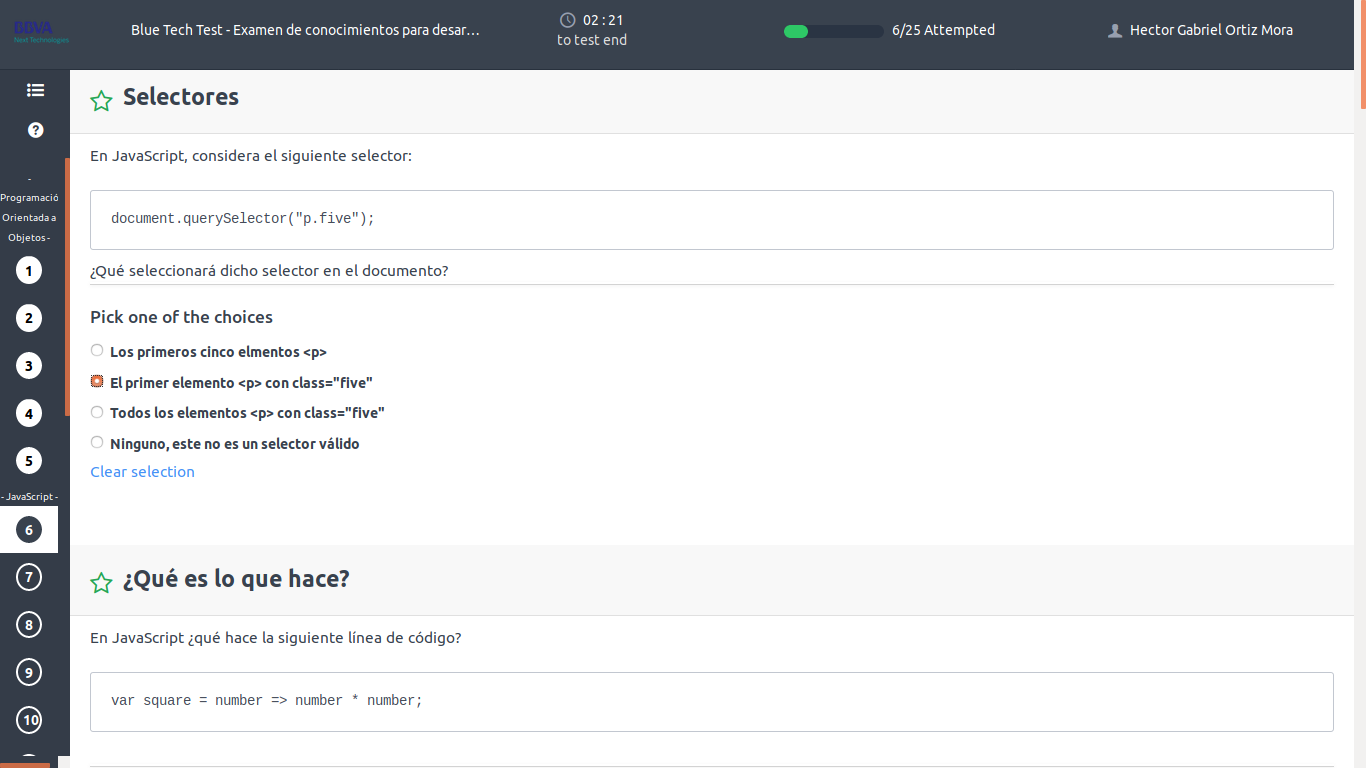 BBVA
Next Technologies
Blue Tech Test - Examen de conocimientos para desar...
02 : 21
to test end
6/25 Attempted
Hector Gabriel Ortiz Mora
-
Programació
Orientada a
Objetos -
1
2
3
4
5
- JavaScript -
6
7
8
9
10
Selectores
En JavaScript, considera el siguiente selector:
document.querySelector("p.five");
¿Qué seleccionará dicho selector en el documento?
Pick one of the choices
Los primeros cinco elmentos <p>
El primer elemento <p> con class="five"
Todos los elementos <p> con class="five"
Ninguno, este no es un selector válido
Clear selection
¿Qué es lo que hace?
En JavaScript ¿qué hace la siguiente línea de código?
var square = number => number * number;